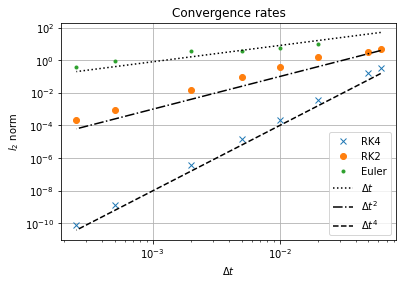 Convergence rates
10²
10⁰
10⁻²
10⁻⁴
10⁻⁶
10⁻⁸
10⁻¹⁰
l₂ norm
RK4
RK2
Euler
Δt
Δt²
Δt⁴
10⁻³
10⁻²
Δt